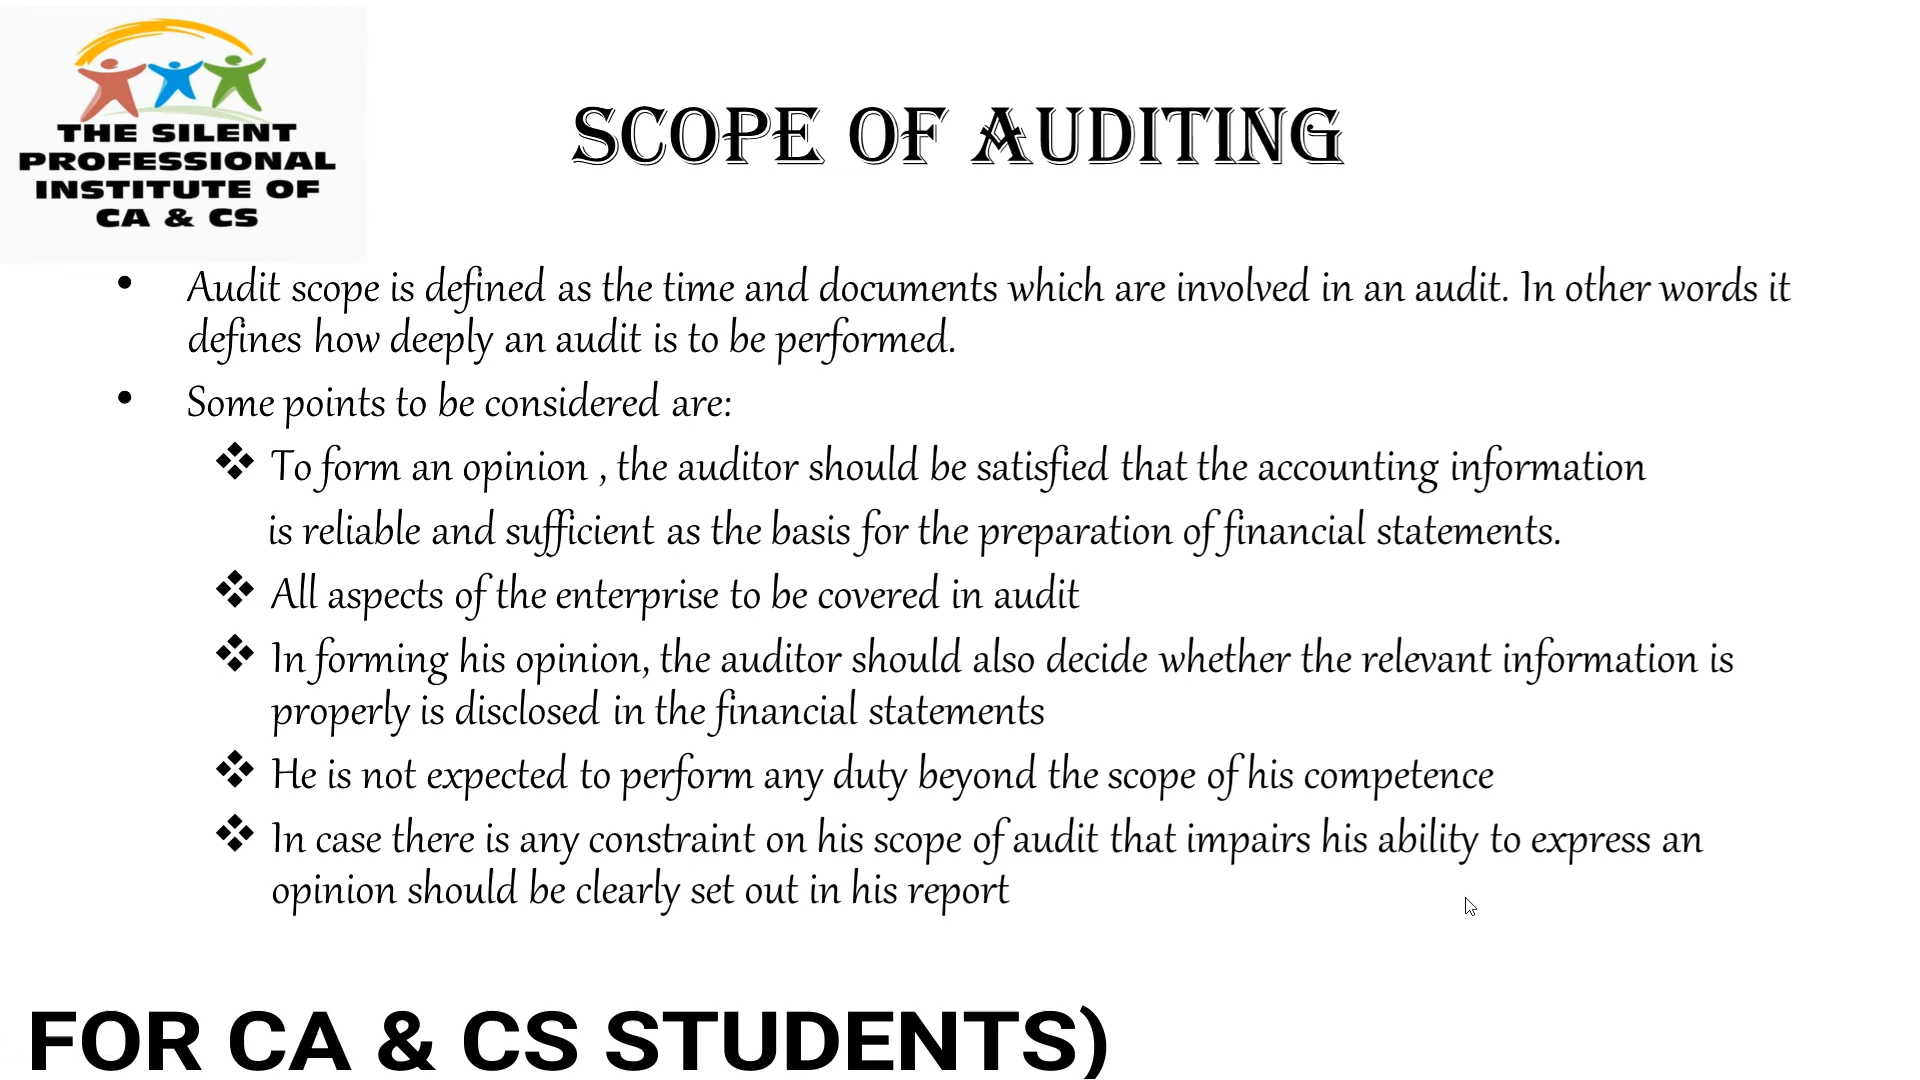 THE SILENT
PROFESSIONAL
INSTITUTE OF
CA & CS
SCOPE OF AUDITING
• Audit scope is defined as the time and documents which are involved in an audit. In other words it
defines how deeply an audit is to be performed.
• Some points to be considered are:
❖ To form an opinion , the auditor should be satisfied that the accounting information
is reliable and sufficient as the basis for the preparation of financial statements.
❖ All aspects of the enterprise to be covered in audit
❖ In forming his opinion, the auditor should also decide whether the relevant information is
properly is disclosed in the financial statements
❖ He is not expected to perform any duty beyond the scope of his competence
❖ In case there is any constraint on his scope of audit that impairs his ability to express an
opinion should be clearly set out in his report
FOR CA & CS STUDENTS)